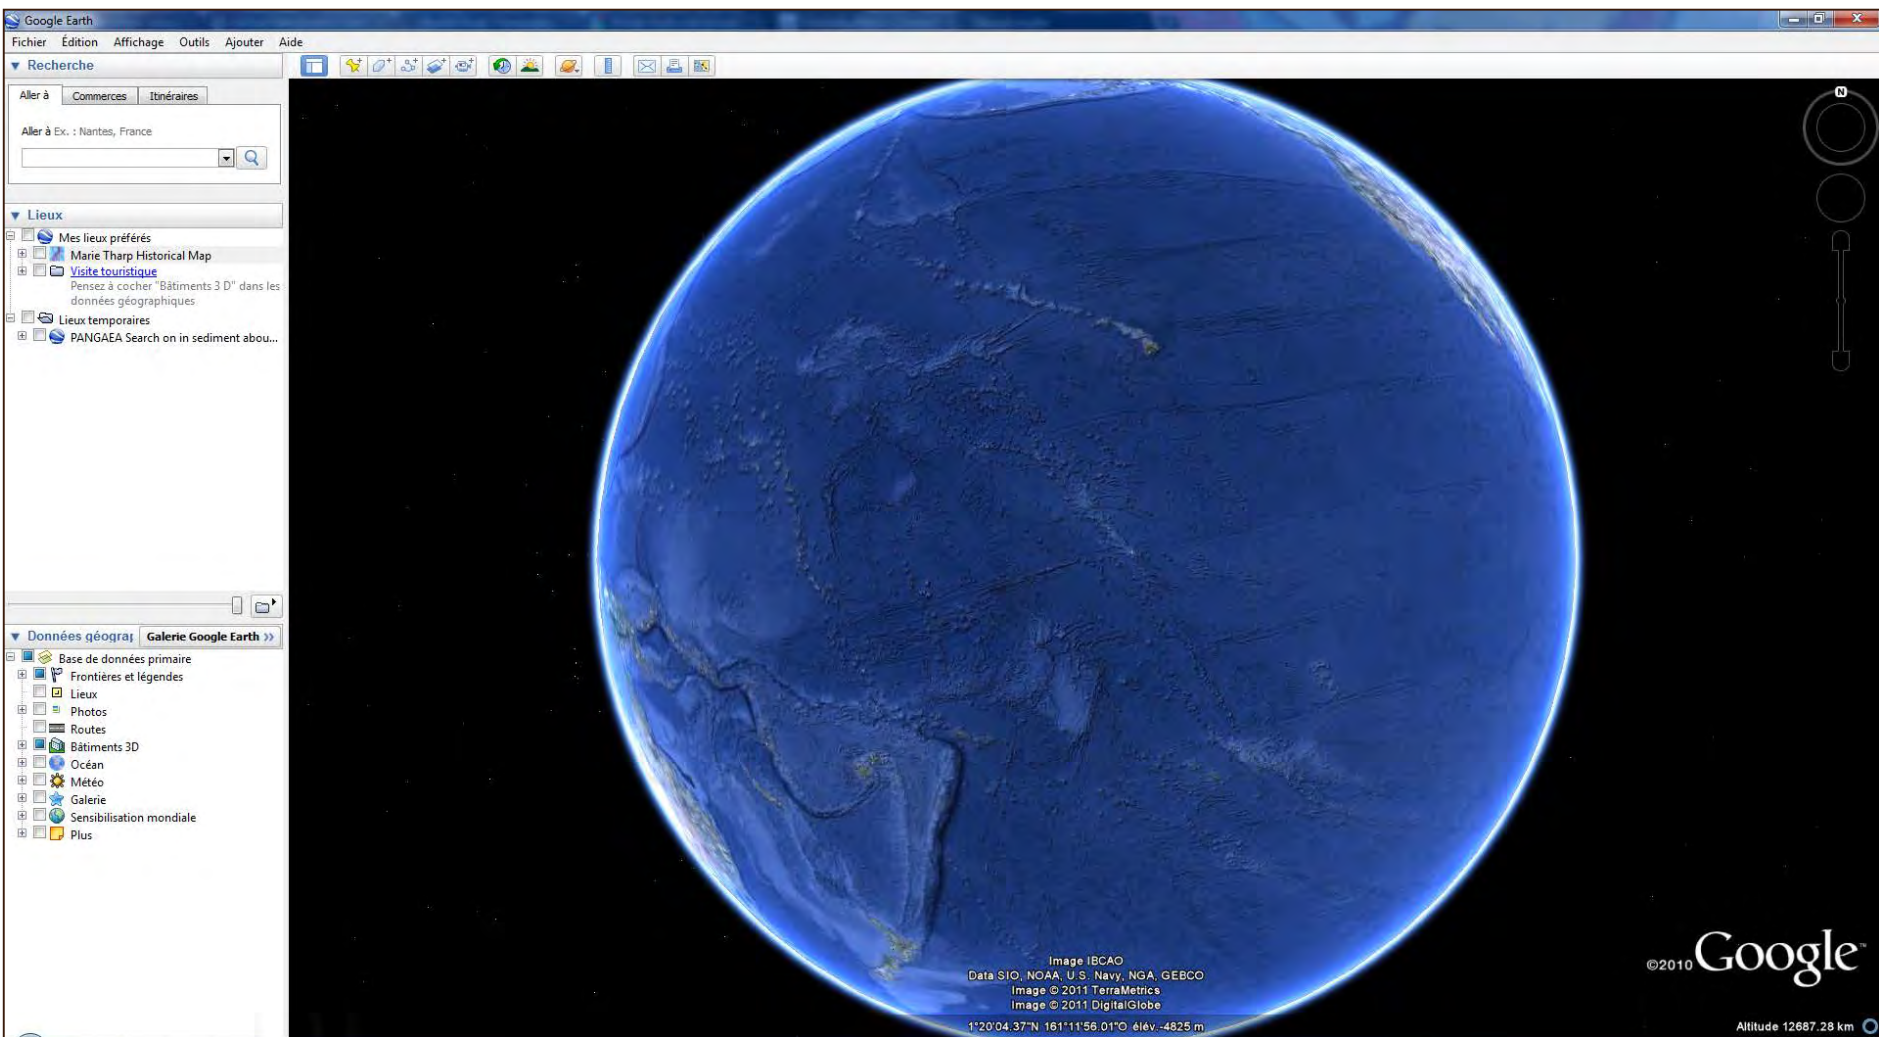 Google Earth
Fichier Édition Affichage Outils Ajouter Aide
Recherche
Aller à Commerces Itinéraires
Aller à Ex. : Nantes, France
Lieux
Mes lieux préférés
Marie Tharp Historical Map
Visite touristique
Pensez à cocher "Bâtiments 3 D" dans les
données géographiques
Lieux temporaires
PANGAEA Search on in sediment abou...
Données géograp Galerie Google Earth >>
Base de données primaire
Frontières et légendes
Lieux
Photos
Routes
Bâtiments 3D
Océan
Météo
Galerie
Sensibilisation mondiale
Plus
N
Image IBCAO
Data SIO, NOAA, U.S. Navy, NGA, GEBCO
Image © 2011 TerraMetrics
Image © 2011 DigitalGlobe
©2010 Google™
1°20'04.37"N 161°11'56.01"O élév. -4825 m
Altitude 12687.28 km